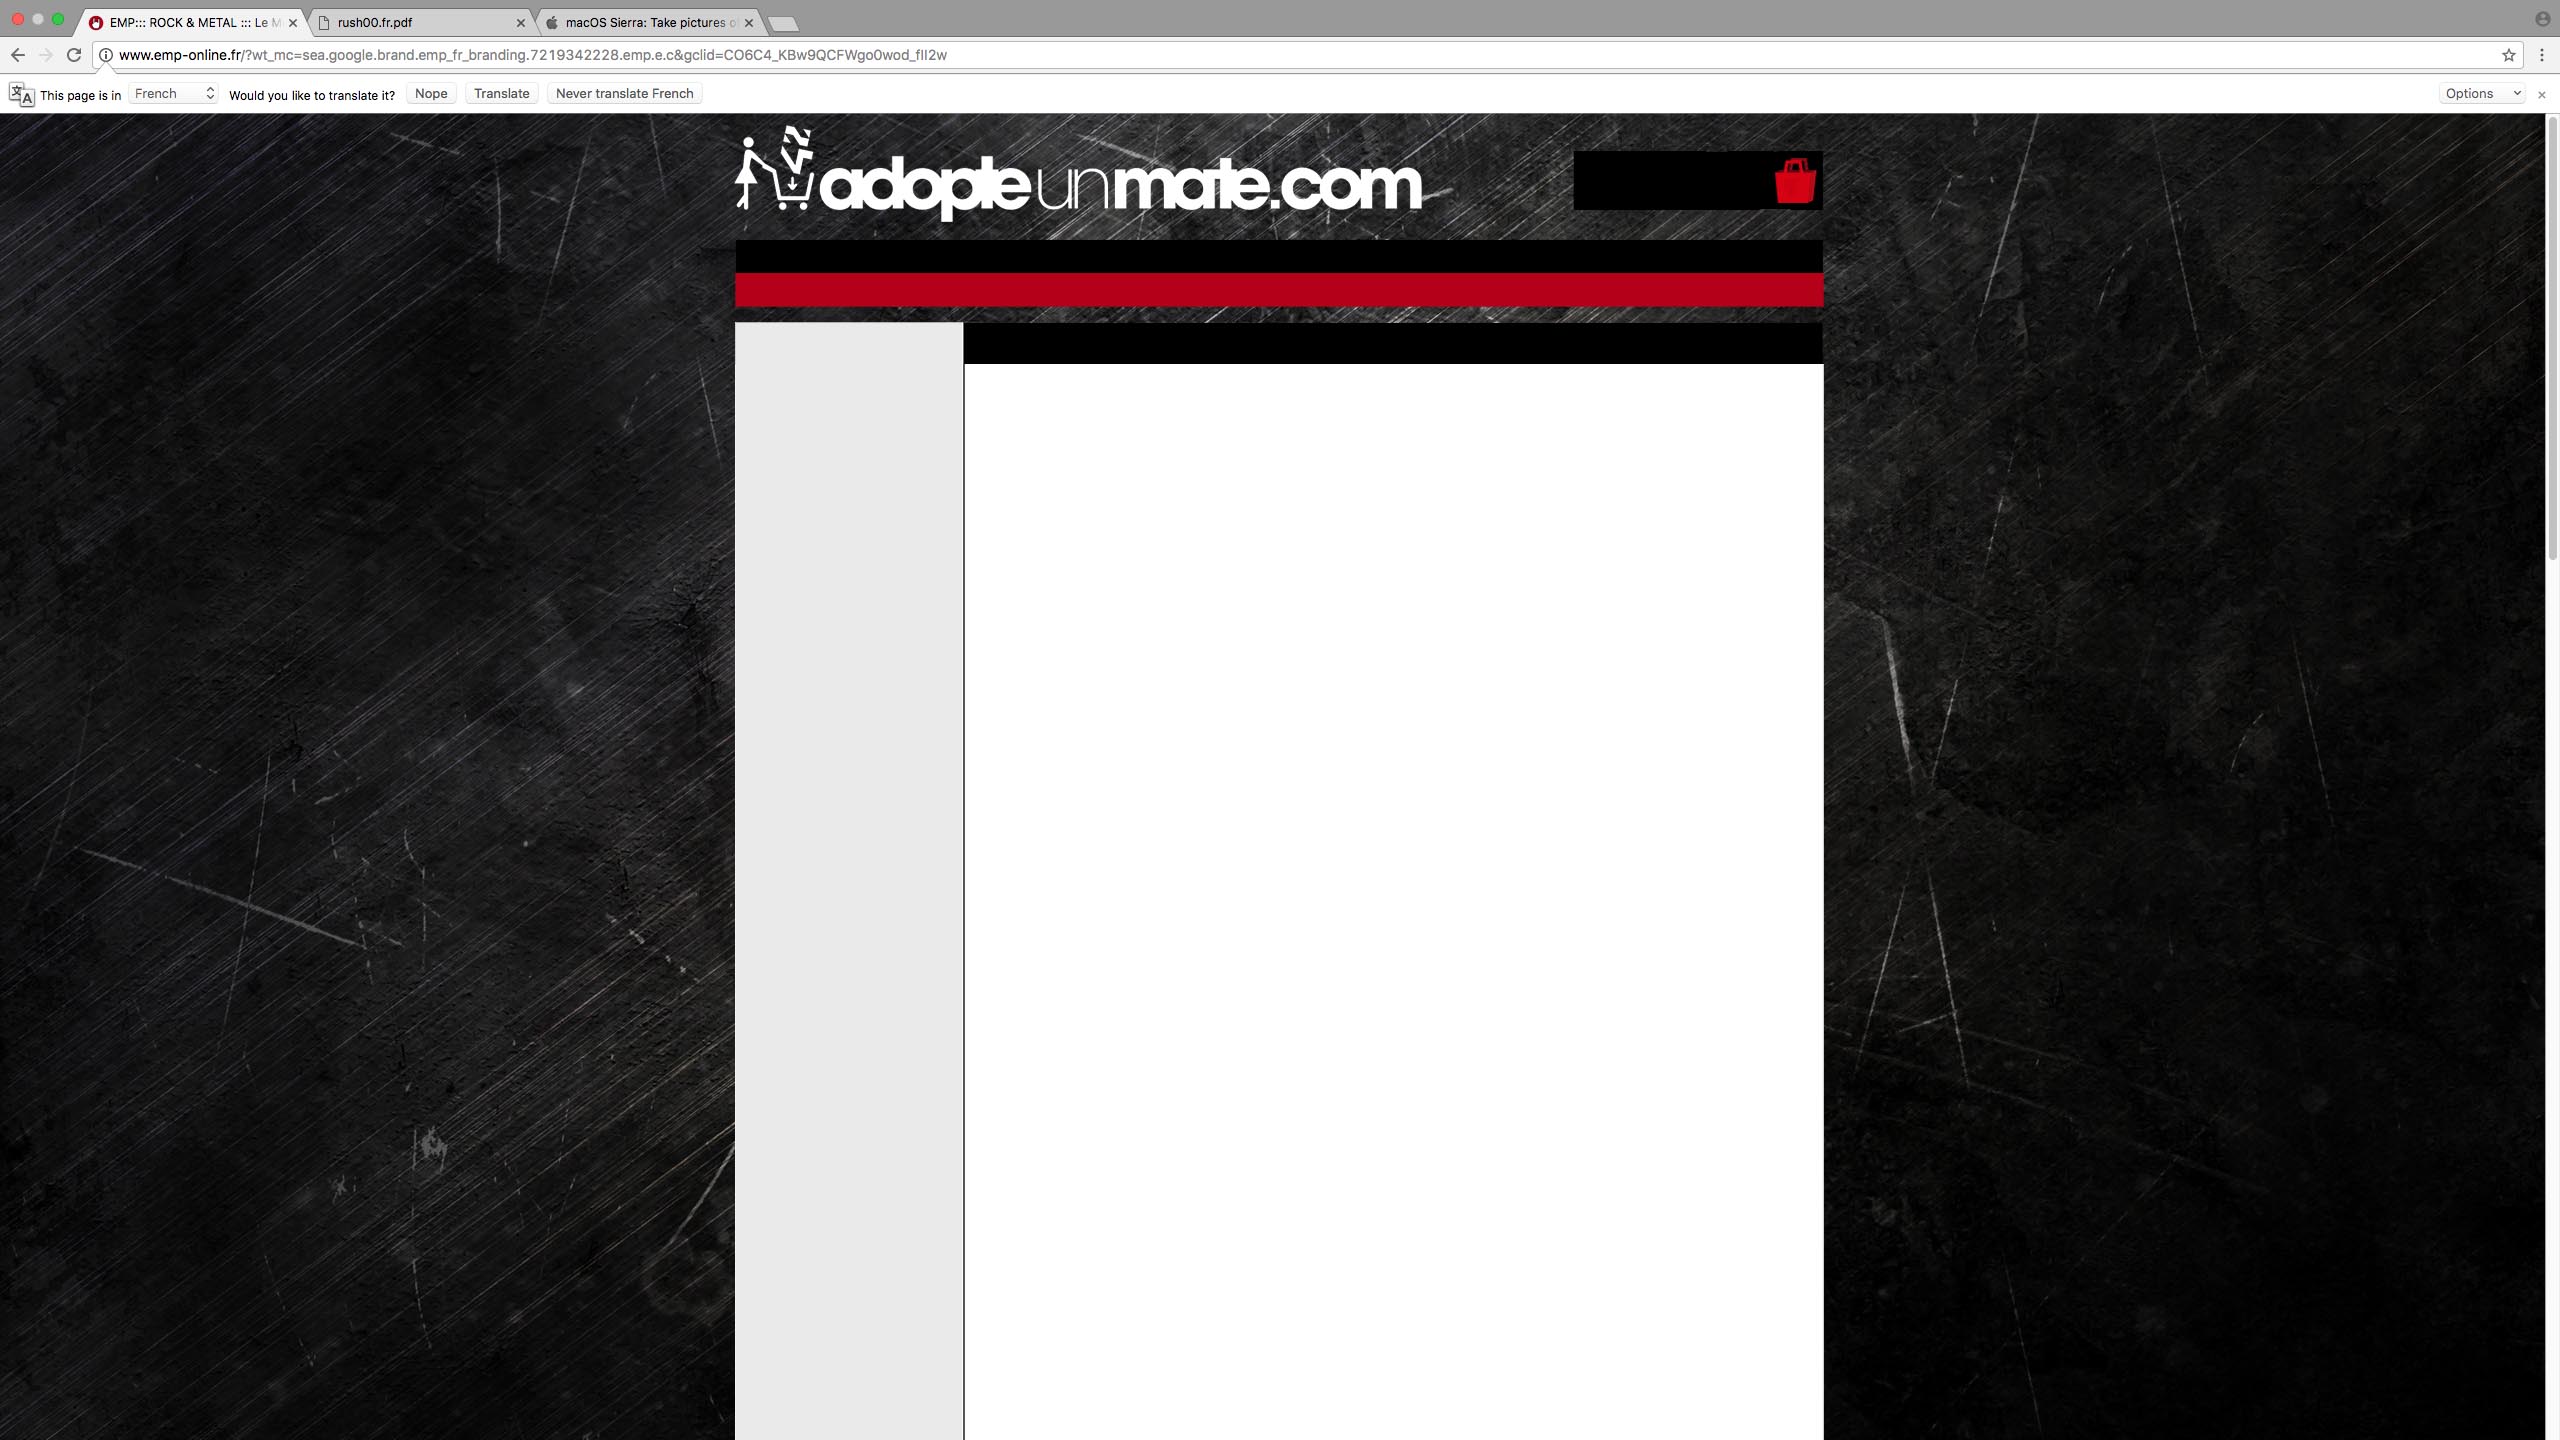 EMP::: ROCK & METAL ::: Le M
rush00.fr.pdf
macOS Sierra: Take pictures o
www.emp-online.fr/?wt_mc=sea.google.brand.emp_fr_branding.7219342228.emp.e.c&gclid=CO6C4_KBw9QCFWgo0wod_fII2w
This page is in French Would you like to translate it? Nope Translate Never translate French Options
adopteunmate.com